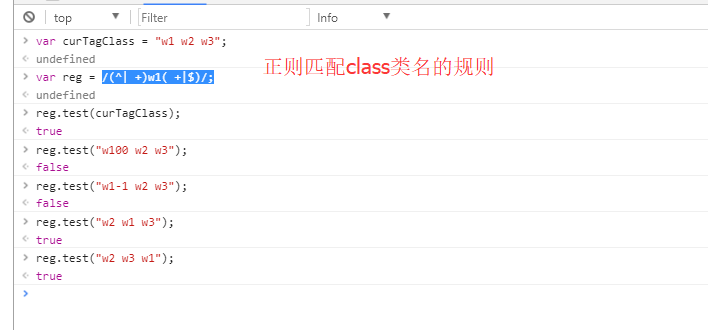 top Filter Info
> var curTagClass = "w1 w2 w3";
< undefined
正则匹配class类名的规则
> var reg = /(^| +)w1( +|$)/;
< undefined
> reg.test(curTagClass);
< true
> reg.test("w100 w2 w3");
< false
> reg.test("w1-1 w2 w3");
< false
> reg.test("w2 w1 w3");
< true
> reg.test("w2 w3 w1");
< true
>